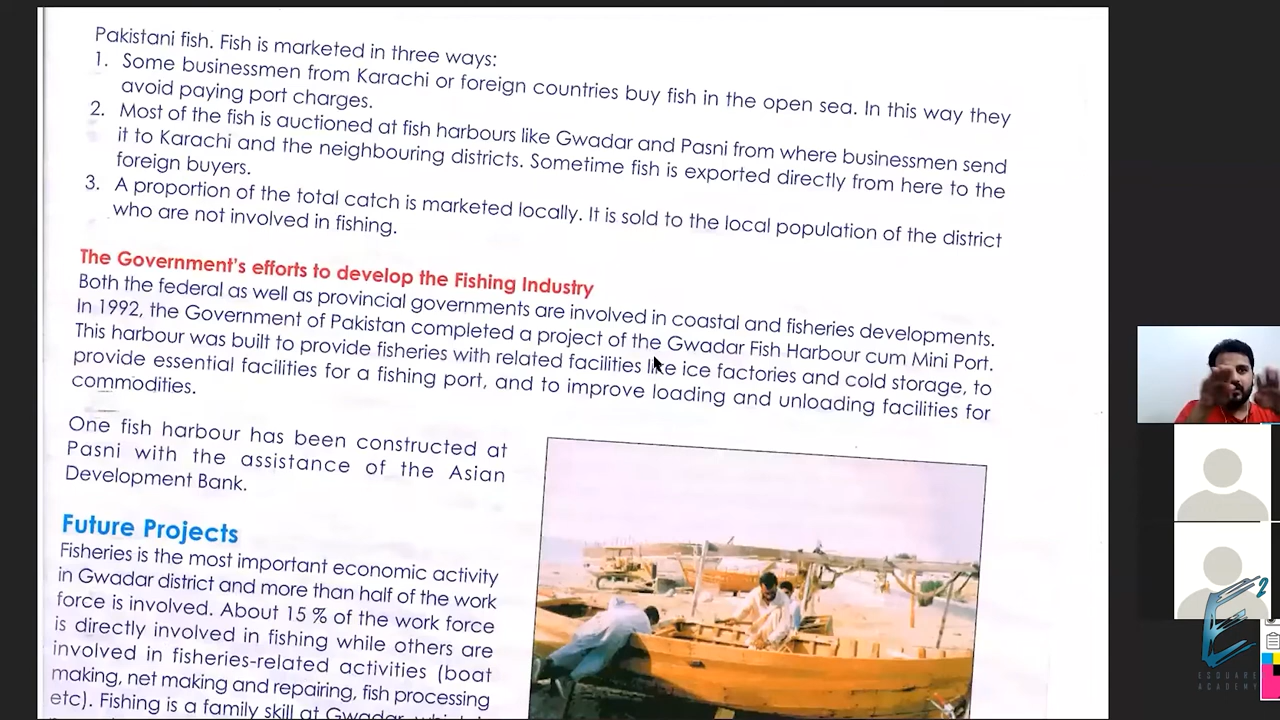 Pakistani fish. Fish is marketed in three ways:
1. Some businessmen from Karachi or foreign countries buy fish in the open sea. In this way they
avoid paying port charges.
2. Most of the fish is auctioned at fish harbours like Gwadar and Pasni from where businessmen send
it to Karachi and the neighbouring districts. Sometime fish is exported directly from here to the
foreign buyers.
3. A proportion of the total catch is marketed locally. It is sold to the local population of the district
who are not involved in fishing.
The Government's efforts to develop the Fishing Industry
Both the federal as well as provincial governments are involved in coastal and fisheries developments.
In 1992, the Government of Pakistan completed a project of the Gwadar Fish Harbour cum Mini Port.
This harbour was built to provide fisheries with related facilities like ice factories and cold storage, to
provide essential facilities for a fishing port, and to improve loading and unloading facilities for
commodities.
One fish harbour has been constructed at
Pasni with the assistance of the Asian
Development Bank.
Future Projects
Fisheries is the most important economic activity
in Gwadar district and more than half of the work
force is involved. About 15 % of the work force
is directly involved in fishing while others are
involved in fisheries-related activities (boat
making, net making and repairing, fish processing
etc). Fishing is a family skill at Gwadar
E2
ESQUARE
ACADEMY